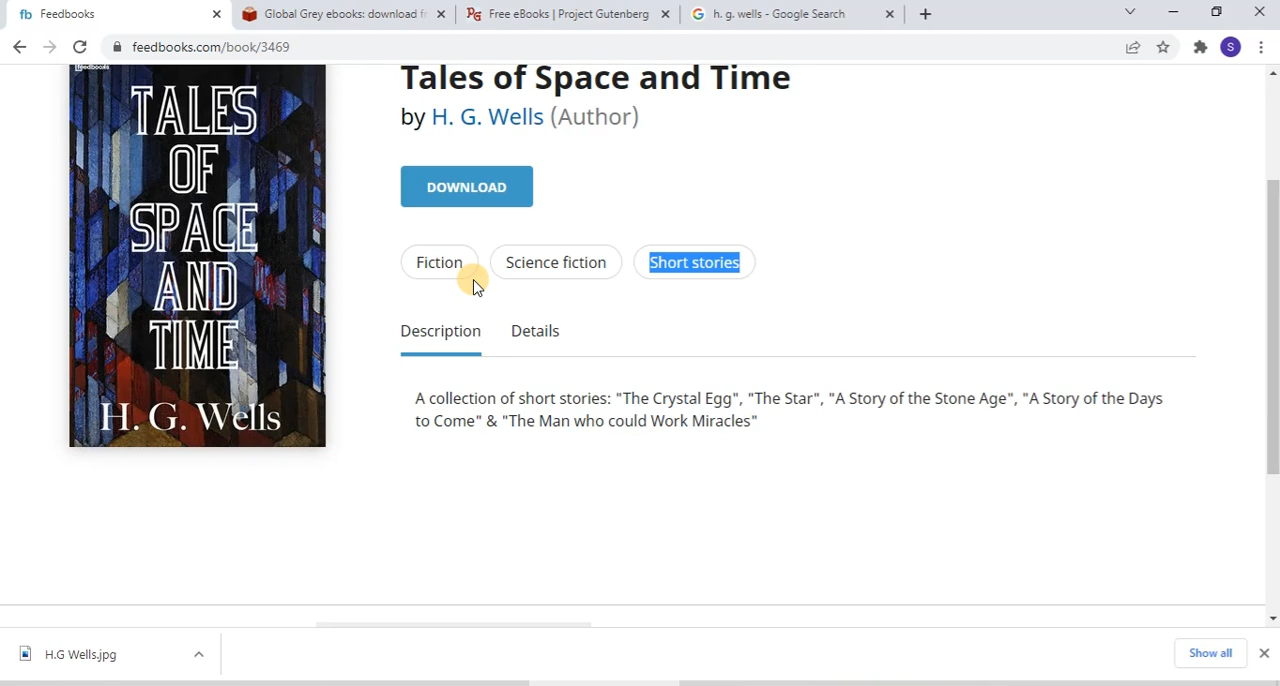 fb Feedbooks
Global Grey ebooks: download f
PG Free eBooks | Project Gutenberg
G h. g. wells - Google Search
feedbooks.com/book/3469
S
feedbooks
TALES
OF
SPACE
AND
TIME
H. G. Wells
Tales of Space and Time
by H. G. Wells (Author)
DOWNLOAD
Fiction
Science fiction
Short stories
Description
Details
A collection of short stories: "The Crystal Egg", "The Star", "A Story of the Stone Age", "A Story of the Days
to Come" & "The Man who could Work Miracles"
H.G Wells.jpg
Show all